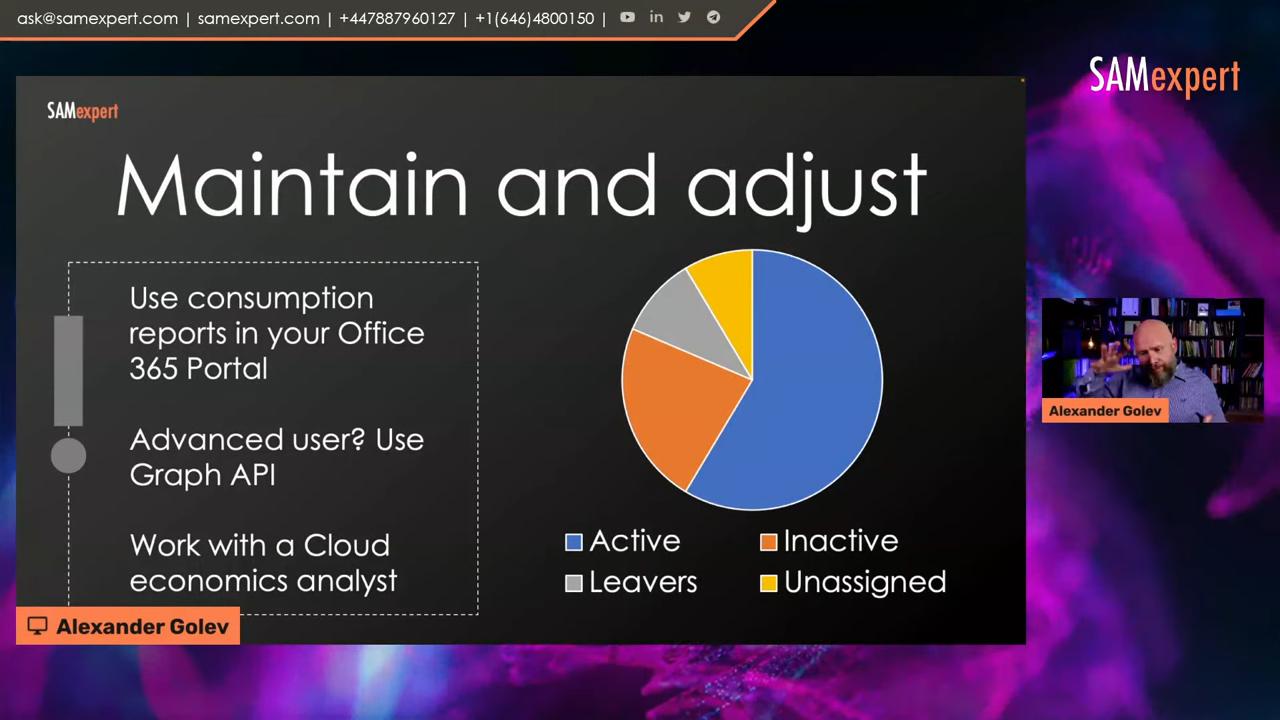 ask@samexpert.com | samexpert.com | +447887960127 | +1(646)4800150 |
SAMexpert
SAMexpert
Maintain and adjust
Use consumption
reports in your Office
365 Portal
Advanced user? Use
Graph API
Work with a Cloud
economics analyst
Active
Inactive
Leavers
Unassigned
Alexander Golev
Alexander Golev